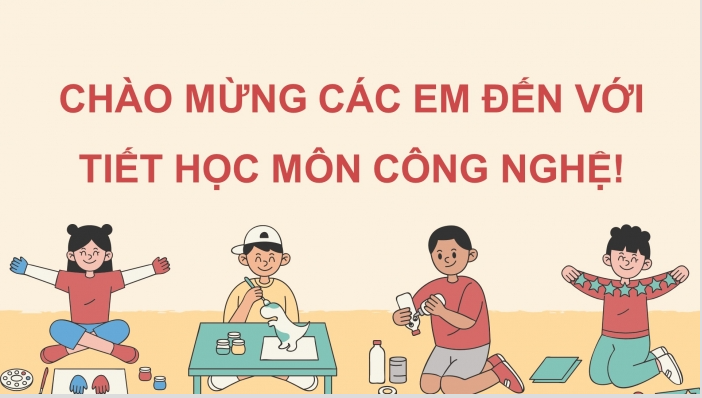 CHÀO MỪNG CÁC EM ĐẾN VỚI
TIẾT HỌC MÔN CÔNG NGHỆ!